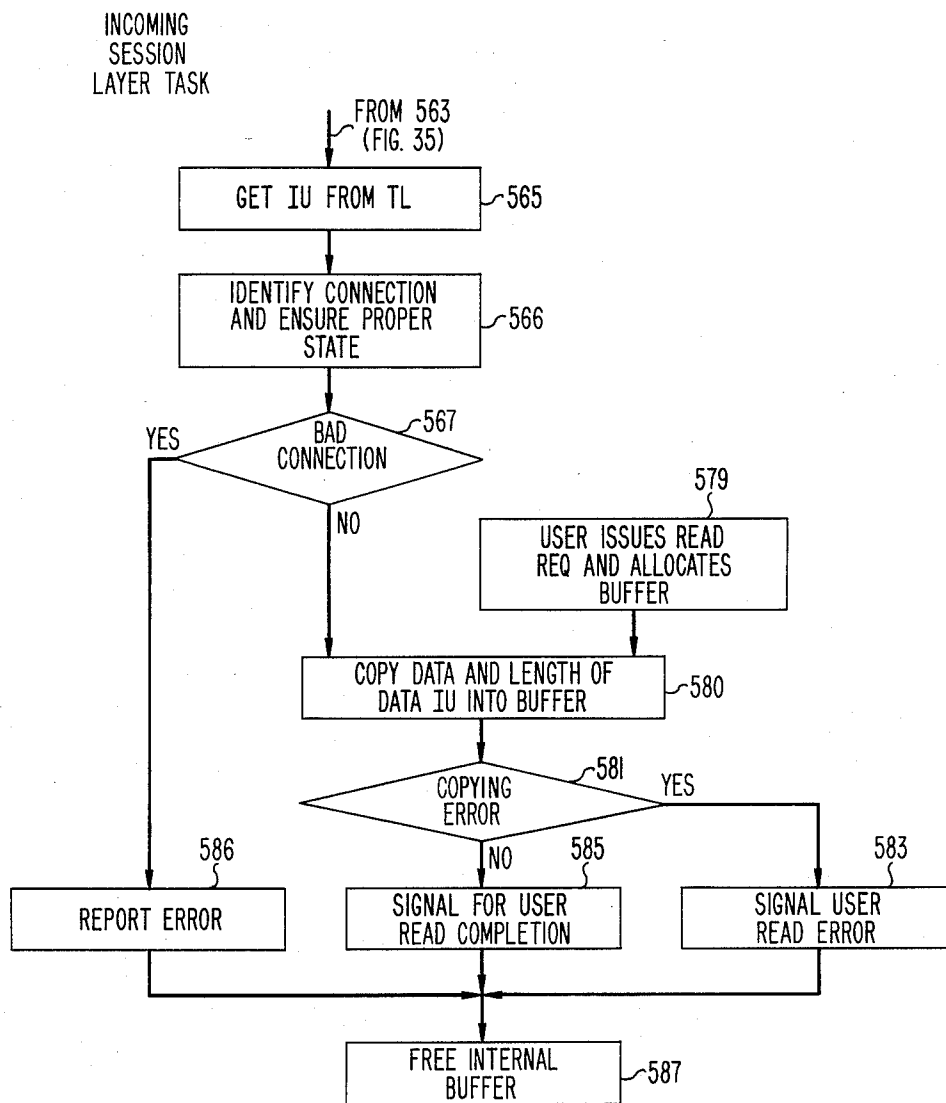 INCOMING
SESSION
LAYER TASK
FROM 563
(FIG. 35)
GET IU FROM TL
565
IDENTIFY CONNECTION
AND ENSURE PROPER
STATE
566
567
YES
BAD
CONNECTION
NO
579
USER ISSUES READ
REQ AND ALLOCATES
BUFFER
COPY DATA AND LENGTH OF
DATA IU INTO BUFFER
580
581
COPYING
ERROR
YES
NO
586
585
583
REPORT ERROR
SIGNAL FOR USER
READ COMPLETION
SIGNAL USER
READ ERROR
FREE INTERNAL
BUFFER
587